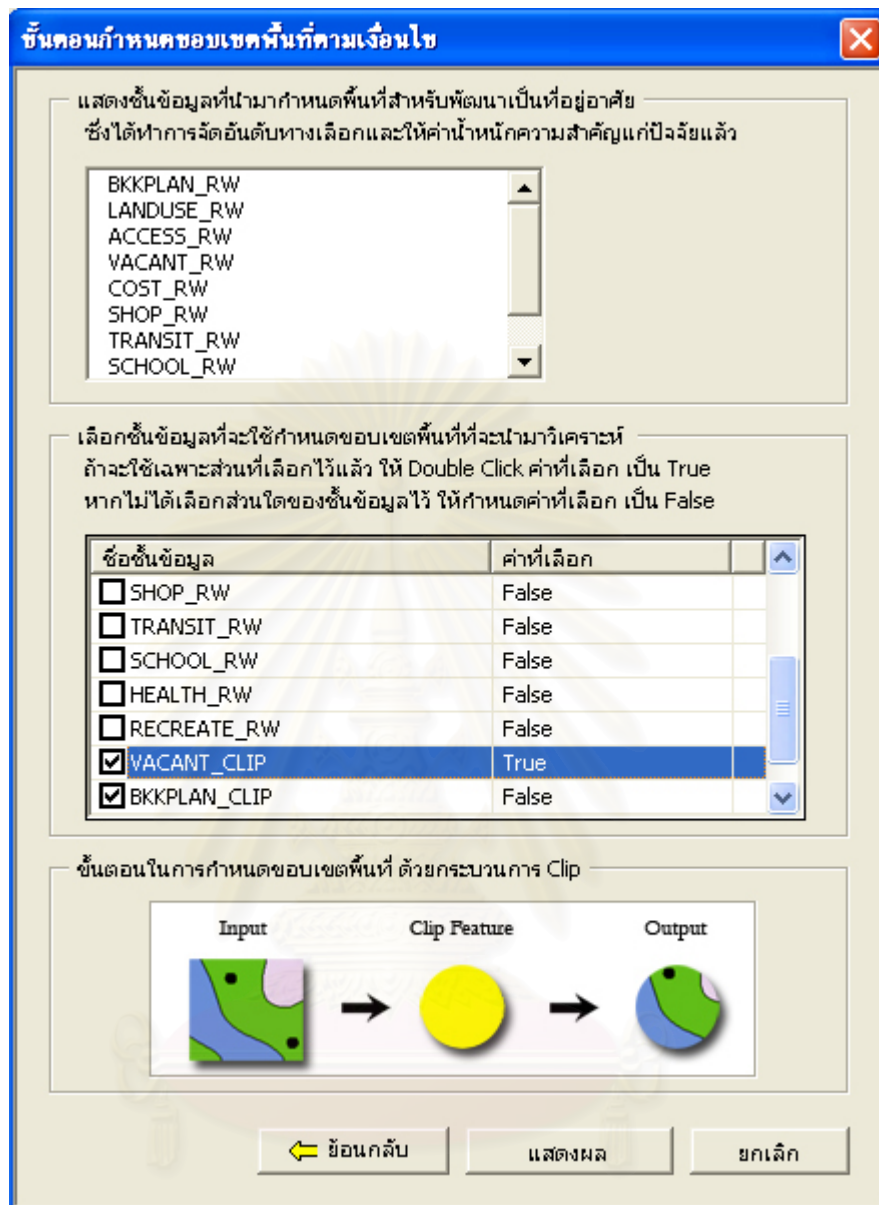 ขั้นตอนกำหนดขอบเขตพื้นที่ตามเงื่อนไข
แสดงชั้นข้อมูลที่นำมากำหนดพื้นที่สำหรับพัฒนาเป็นที่อยู่อาศัย
ซึ่งได้ทำการจัดอันดับทางเลือกและให้ค่าน้ำหนักความสำคัญแก่ปัจจัยแล้ว
BKKPLAN_RW
LANDUSE_RW
ACCESS_RW
VACANT_RW
COST_RW
SHOP_RW
TRANSIT_RW
SCHOOL_RW
เลือกชั้นข้อมูลที่จะใช้กำหนดขอบเขตพื้นที่ที่จะนำมาวิเคราะห์
ถ้าจะใช้เฉพาะส่วนที่เลือกไว้แล้ว ให้ Double Click ค่าที่เลือก เป็น True
หากไม่ได้เลือกส่วนใดของชั้นข้อมูลไว้ ให้กำหนดค่าที่เลือก เป็น False
ชื่อชั้นข้อมูล ค่าที่เลือก
SHOP_RW False
TRANSIT_RW False
SCHOOL_RW False
HEALTH_RW False
RECREATE_RW False
VACANT_CLIP True
BKKPLAN_CLIP False
ขั้นตอนในการกำหนดขอบเขตพื้นที่ ด้วยกระบวนการ Clip
Input Clip Feature Output
ย้อนกลับ แสดงผล ยกเลิก